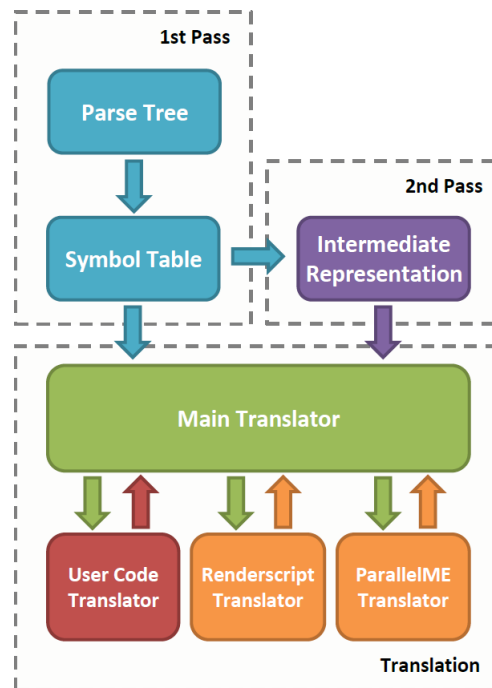 1st Pass
Parse Tree
2nd Pass
Symbol Table
Intermediate
Representation
Main Translator
User Code
Translator
Renderscript
Translator
ParallelME
Translator
Translation